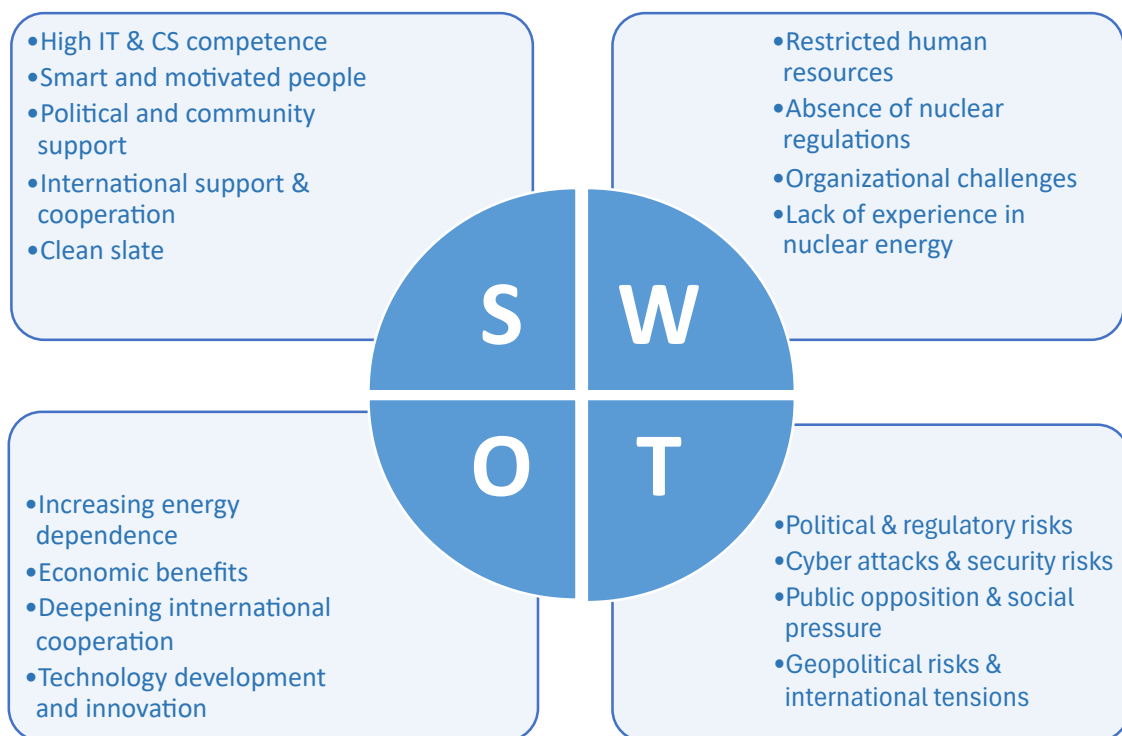 •High IT & CS competence
•Smart and motivated people
•Political and community
support
•International support &
cooperation
•Clean slate
•Restricted human
resources
•Absence of nuclear
regulations
•Organizational challenges
•Lack of experience in
nuclear energy
S
W
O
T
•Increasing energy
dependence
•Economic benefits
•Deepening intnernational
cooperation
•Technology development
and innovation
•Political & regulatory risks
•Cyber attacks & security risks
•Public opposition & social
pressure
•Geopolitical risks &
international tensions